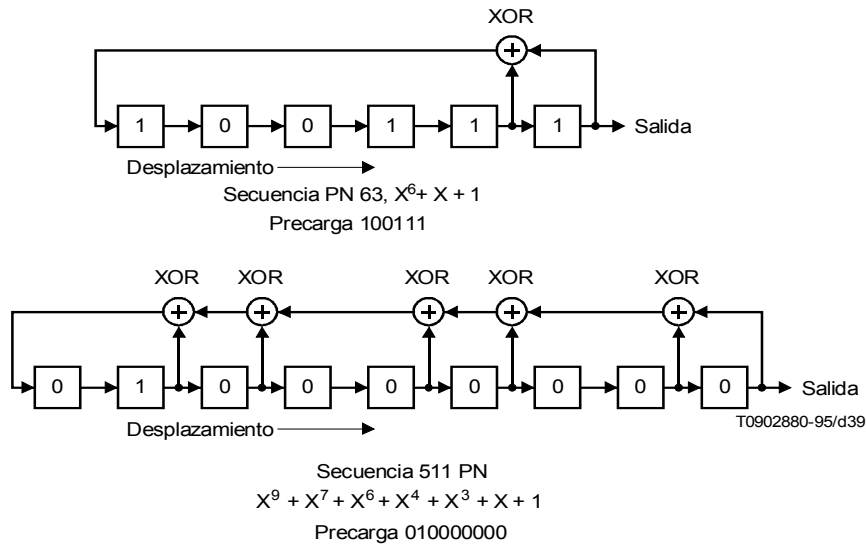 XOR
1 0 0 1 1 1 Salida
Desplazamiento
Secuencia PN 63, X⁶+ X + 1
Precarga 100111
XOR XOR XOR XOR XOR
0 1 0 0 0 0 0 0 0 Salida
Desplazamiento
T0902880-95/d39
Secuencia 511 PN
X⁹ + X⁷ + X⁶ + X⁴ + X³ + X + 1
Precarga 010000000